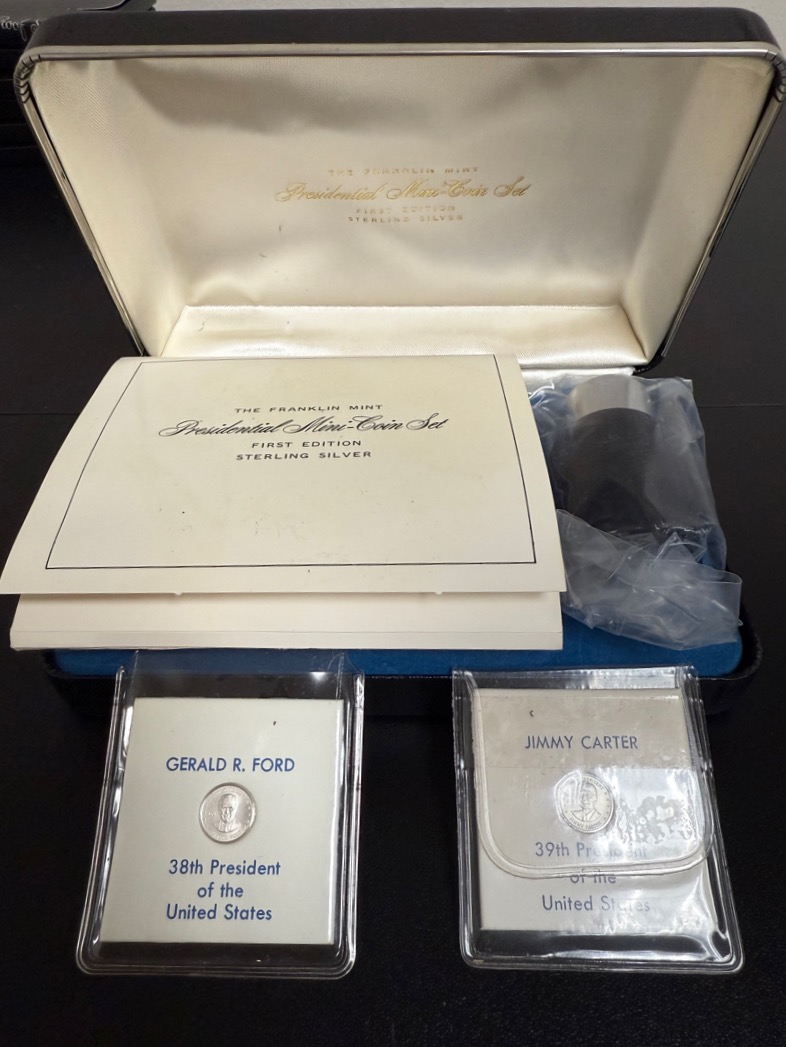 THE FRANKLIN MINT
Presidential Mini-Coin Set
FIRST EDITION
STERLING SILVER
THE FRANKLIN MINT
Presidential Mini-Coin Set
FIRST EDITION
STERLING SILVER
GERALD R. FORD
38th President
of the
United States
JIMMY CARTER
39th President
of the
United States